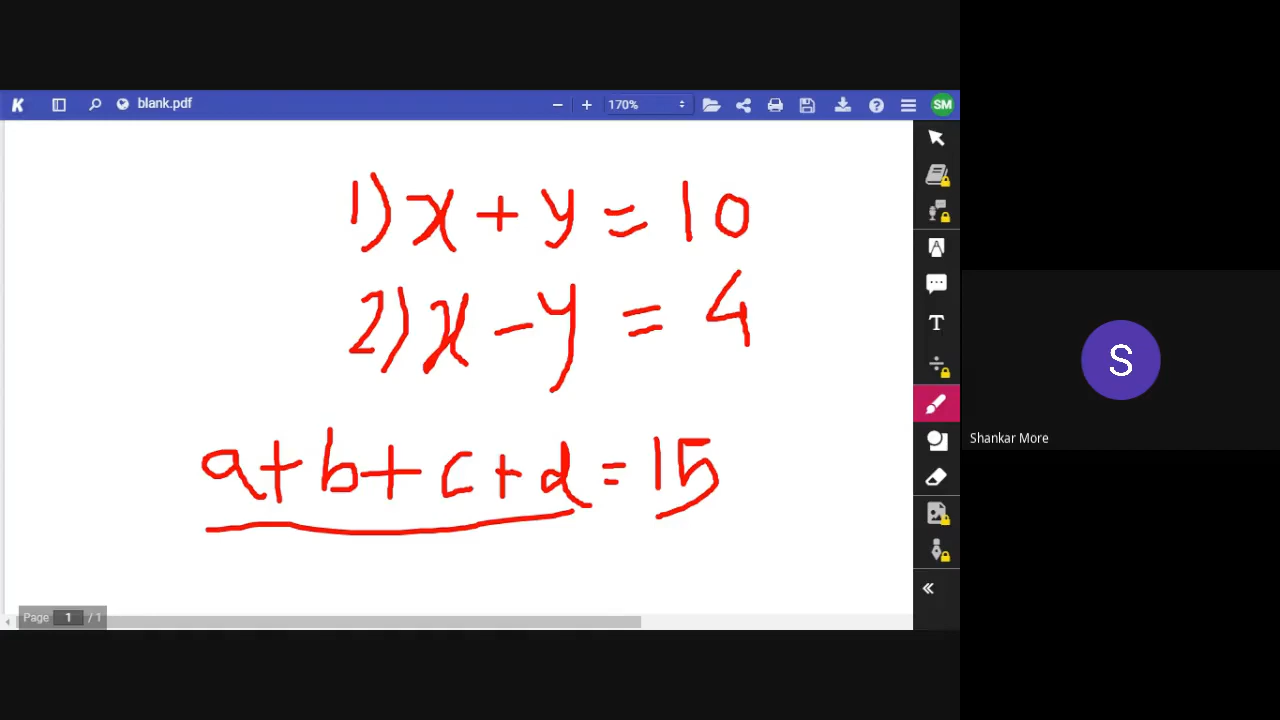 K blank.pdf 170% SM
1) x + y = 10
2) x - y = 4
a+b+c+d = 15
T
S
Shankar More
Page 1 / 1